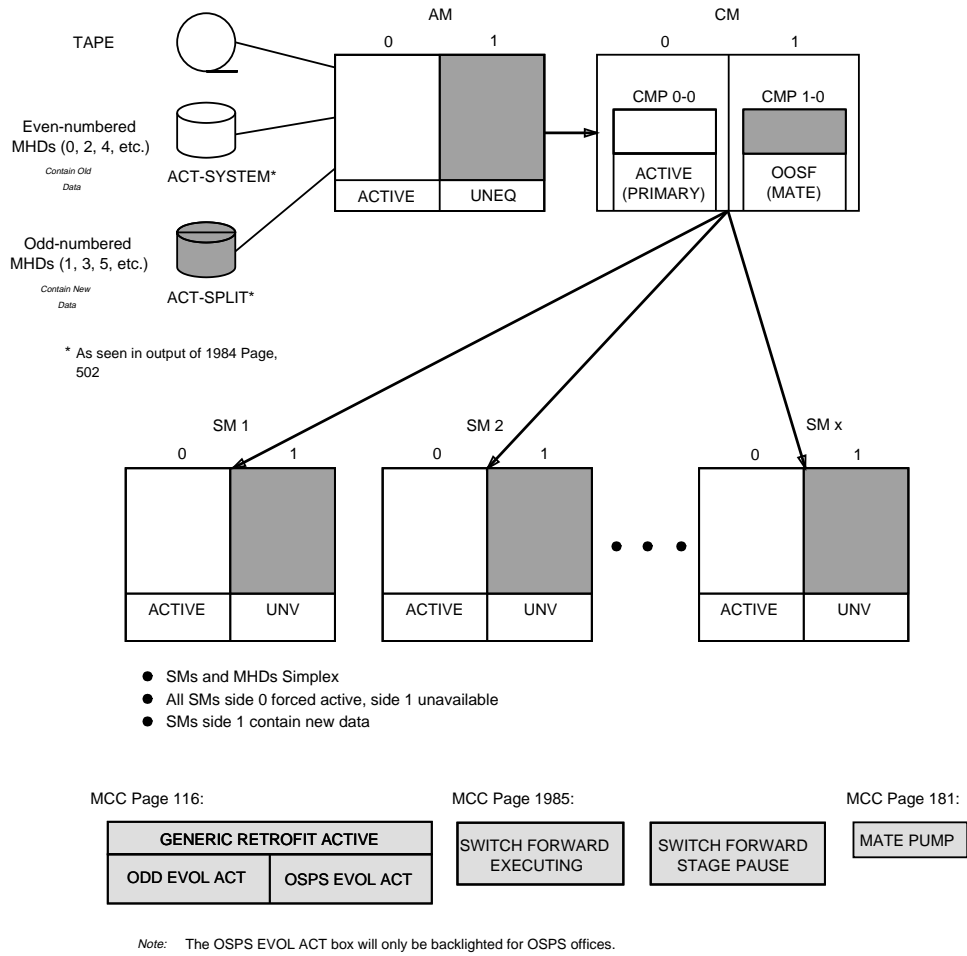 AM
CM
TAPE
0 1
0 1
CMP 0-0
CMP 1-0
Even-numbered
MHDs (0, 2, 4, etc.)
Contain Old
Data
ACT-SYSTEM*
ACTIVE
UNEQ
ACTIVE
(PRIMARY)
OOSF
(MATE)
Odd-numbered
MHDs (1, 3, 5, etc.)
Contain New
Data
ACT-SPLIT*
* As seen in output of 1984 Page,
502
SM 1
SM 2
SM x
0 1
0 1
0 1
ACTIVE
UNV
ACTIVE
UNV
ACTIVE
UNV
● SMs and MHDs Simplex
● All SMs side 0 forced active, side 1 unavailable
● SMs side 1 contain new data
MCC Page 116:
GENERIC RETROFIT ACTIVE
ODD EVOL ACT
OSPS EVOL ACT
MCC Page 1985:
SWITCH FORWARD
EXECUTING
SWITCH FORWARD
STAGE PAUSE
MCC Page 181:
MATE PUMP
Note: The OSPS EVOL ACT box will only be backlighted for OSPS offices.